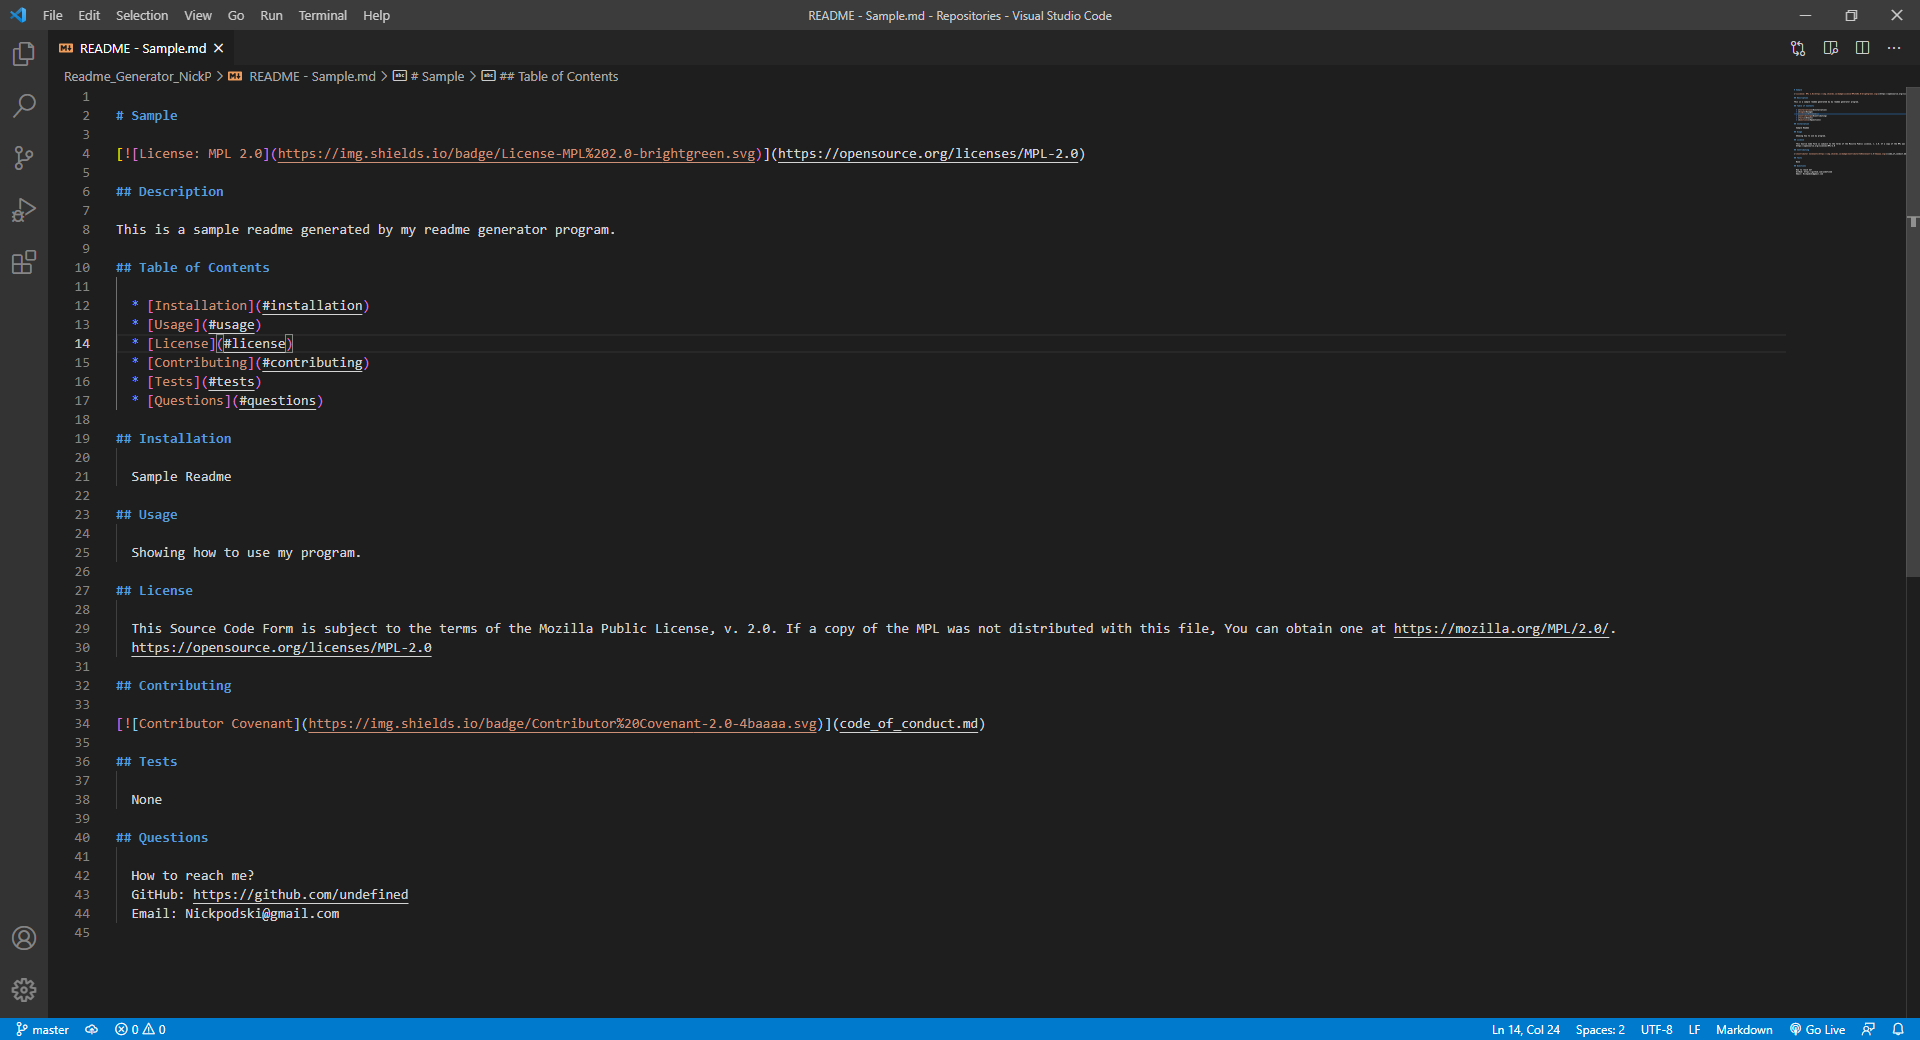 File Edit Selection View Go Run Terminal Help README - Sample.md - Repositories - Visual Studio Code
README - Sample.md
Readme_Generator_NickP > README - Sample.md > # Sample > ## Table of Contents
1
2 # Sample
3
4 [![License: MPL 2.0](https://img.shields.io/badge/License-MPL%202.0-brightgreen.svg)](https://opensource.org/licenses/MPL-2.0)
5
6 ## Description
7
8 This is a sample readme generated by my readme generator program.
9
10 ## Table of Contents
11
12 * [Installation](#installation)
13 * [Usage](#usage)
14 * [License](#license)
15 * [Contributing](#contributing)
16 * [Tests](#tests)
17 * [Questions](#questions)
18
19 ## Installation
20
21 Sample Readme
22
23 ## Usage
24
25 Showing how to use my program.
26
27 ## License
28
29 This Source Code Form is subject to the terms of the Mozilla Public License, v. 2.0. If a copy of the MPL was not distributed with this file, You can obtain one at https://mozilla.org/MPL/2.0/.
30 https://opensource.org/licenses/MPL-2.0
31
32 ## Contributing
33
34 [![Contributor Covenant](https://img.shields.io/badge/Contributor%20Covenant-2.0-4baaaa.svg)](code_of_conduct.md)
35
36 ## Tests
37
38 None
39
40 ## Questions
41
42 How to reach me?
43 GitHub: https://github.com/undefined
44 Email: Nickpodski@gmail.com
45
master 0 0 Ln 14, Col 24 Spaces: 2 UTF-8 LF Markdown Go Live